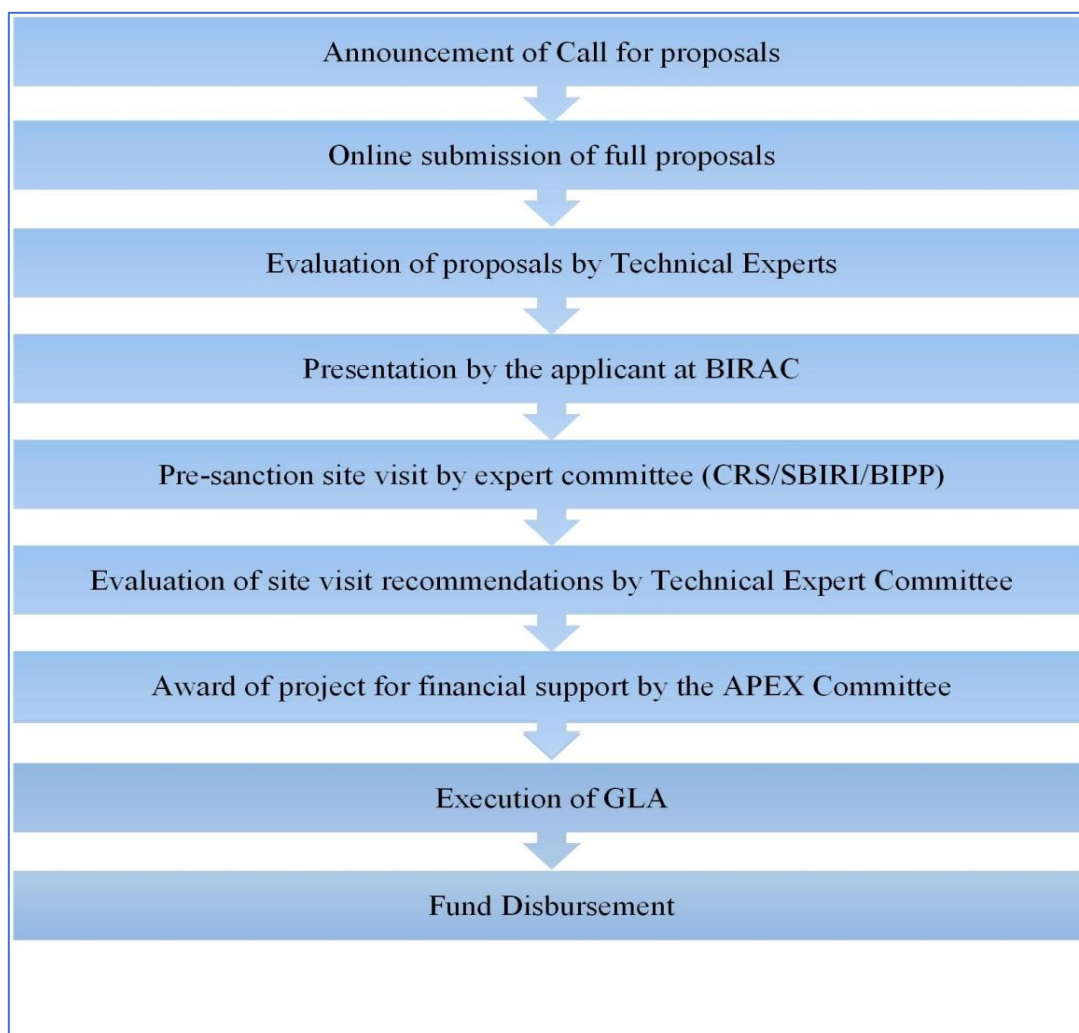 Announcement of Call for proposals
Online submission of full proposals
Evaluation of proposals by Technical Experts
Presentation by the applicant at BIRAC
Pre-sanction site visit by expert committee (CRS/SBIRI/BIPP)
Evaluation of site visit recommendations by Technical Expert Committee
Award of project for financial support by the APEX Committee
Execution of GLA
Fund Disbursement